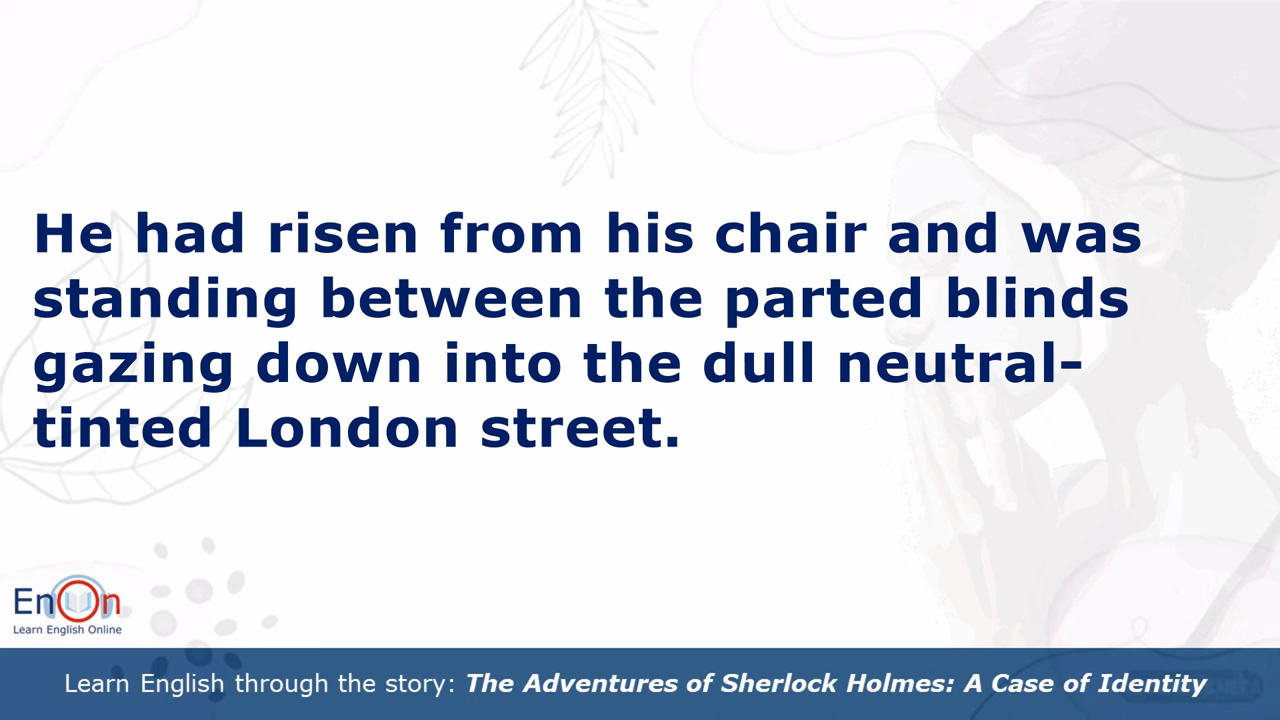 He had risen from his chair and was
standing between the parted blinds
gazing down into the dull neutral-
tinted London street.
EnOn
Learn English Online
Learn English through the story: The Adventures of Sherlock Holmes: A Case of Identity